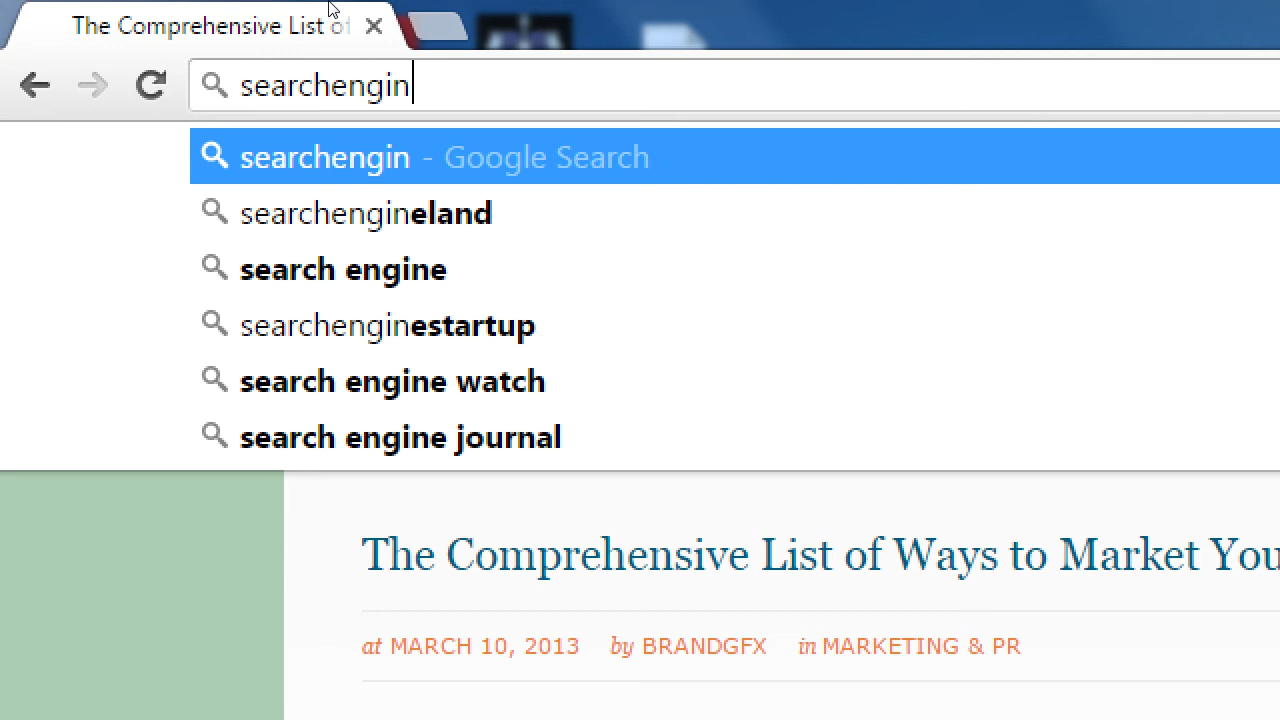 The Comprehensive List of
searchengin
searchengin - Google Search
searchengineland
search engine
searchenginestartup
search engine watch
search engine journal
The Comprehensive List of Ways to Market You
at MARCH 10, 2013 by BRANDGFX in MARKETING & PR